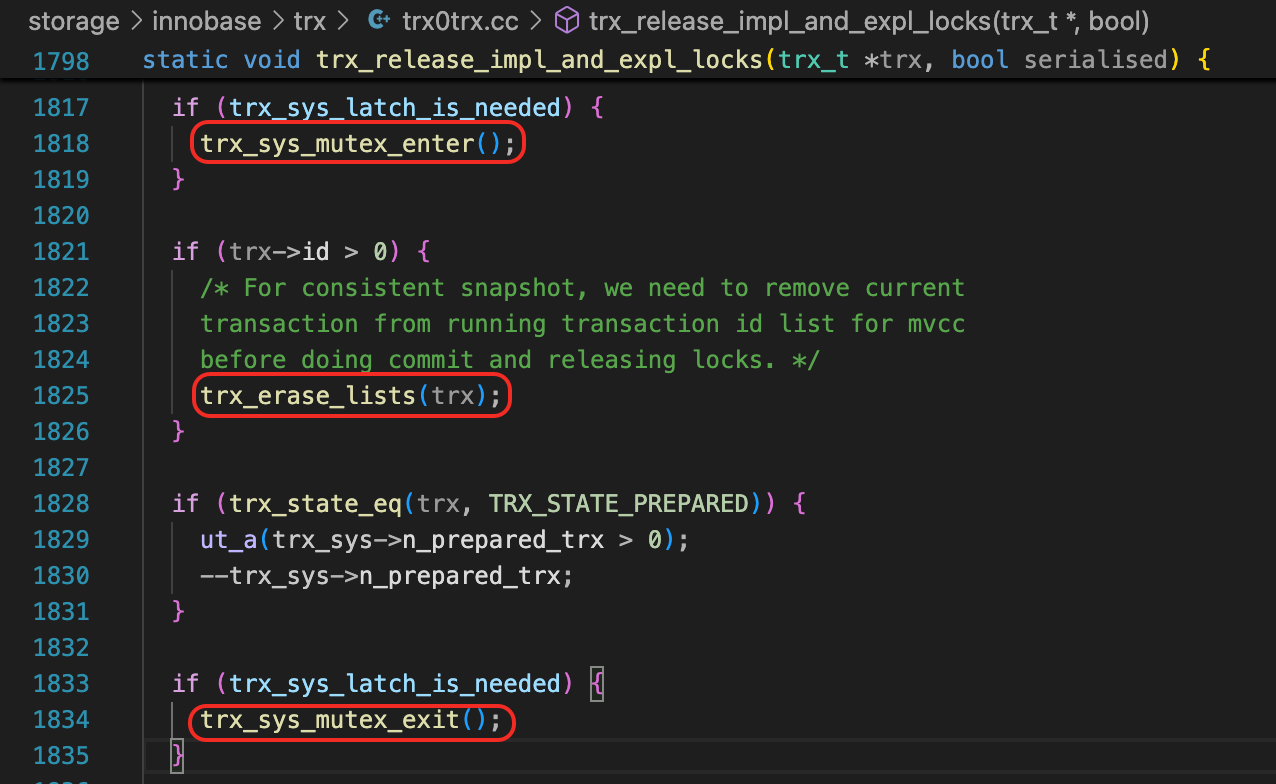 storage > innobase > trx > C++ trx0trx.cc > trx_release_impl_and_expl_locks(trx_t *, bool)
1798 static void trx_release_impl_and_expl_locks(trx_t *trx, bool serialised) {
1817 if (trx_sys_latch_is_needed) {
1818 trx_sys_mutex_enter();
1819 }
1820
1821 if (trx->id > 0) {
1822 /* For consistent snapshot, we need to remove current
1823 transaction from running transaction id list for mvcc
1824 before doing commit and releasing locks. */
1825 trx_erase_lists(trx);
1826 }
1827
1828 if (trx_state_eq(trx, TRX_STATE_PREPARED)) {
1829 ut_a(trx_sys->n_prepared_trx > 0);
1830 --trx_sys->n_prepared_trx;
1831 }
1832
1833 if (trx_sys_latch_is_needed) {
1834 trx_sys_mutex_exit();
1835 }